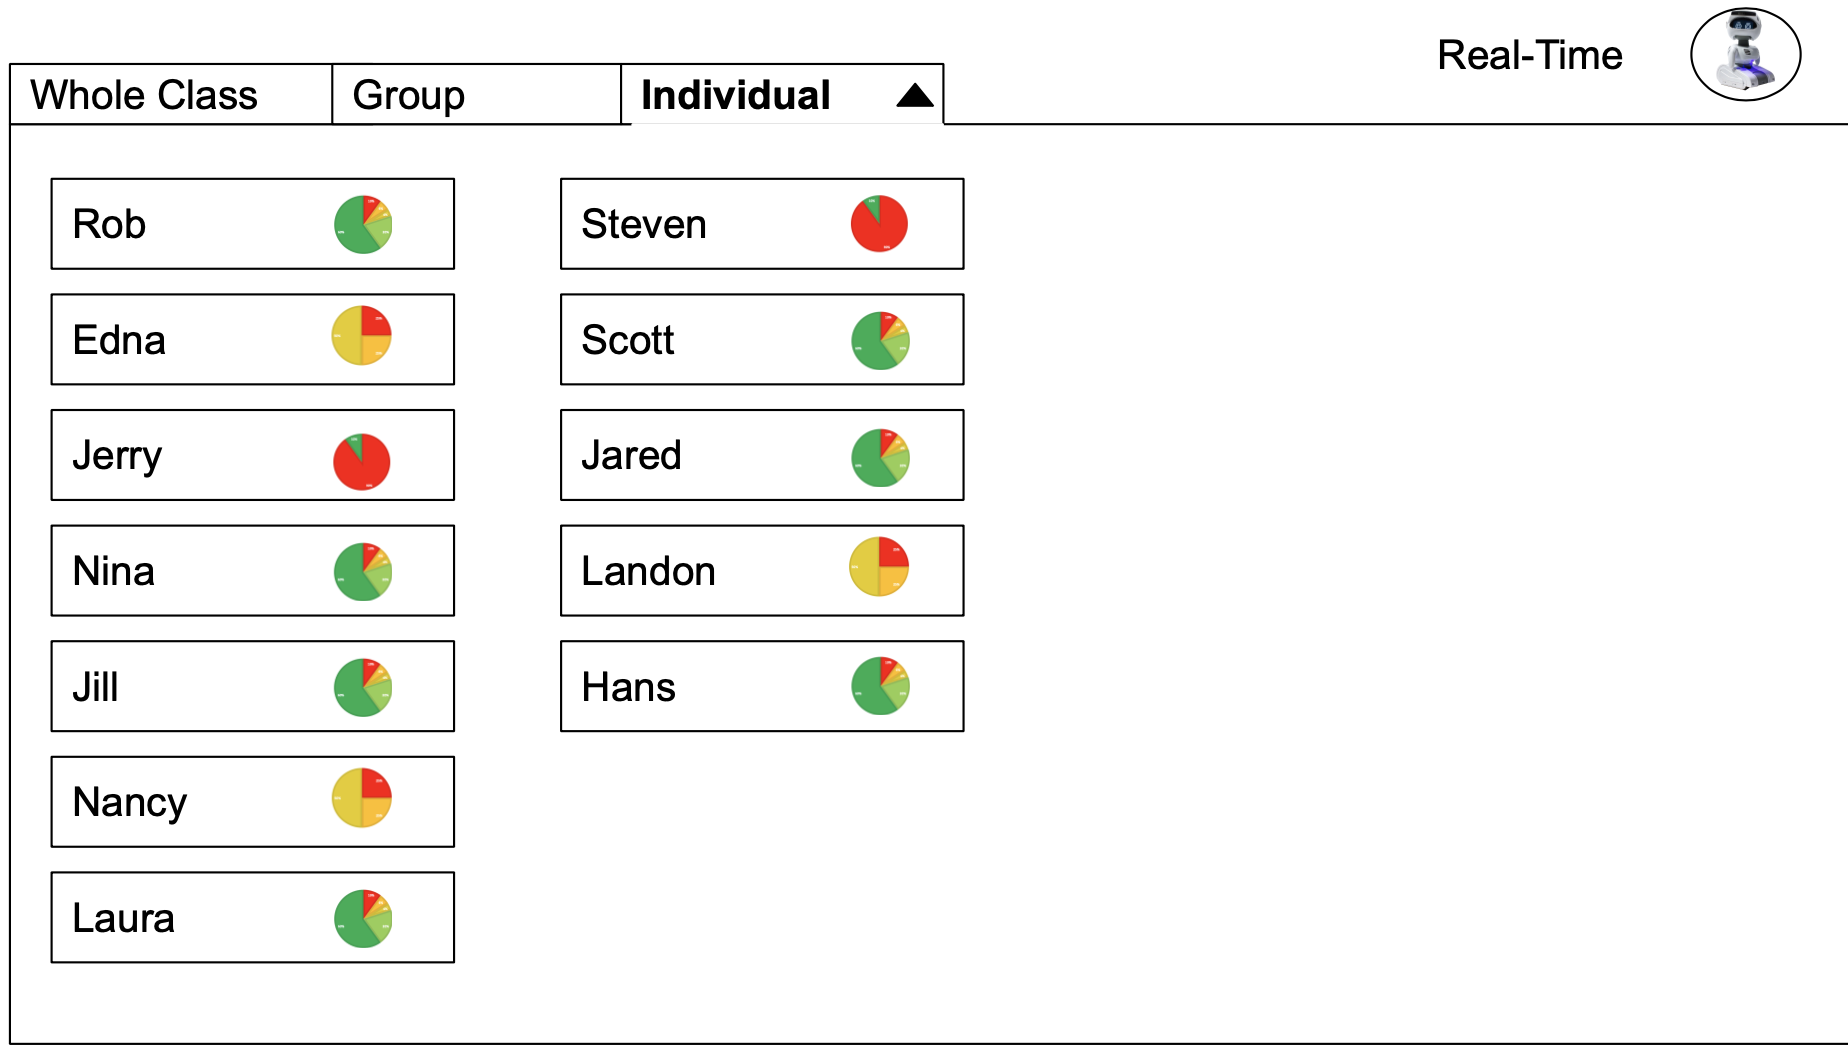 Real-Time
Whole Class
Group
Individual
Rob
Edna
Jerry
Nina
Jill
Nancy
Laura
Steven
Scott
Jared
Landon
Hans